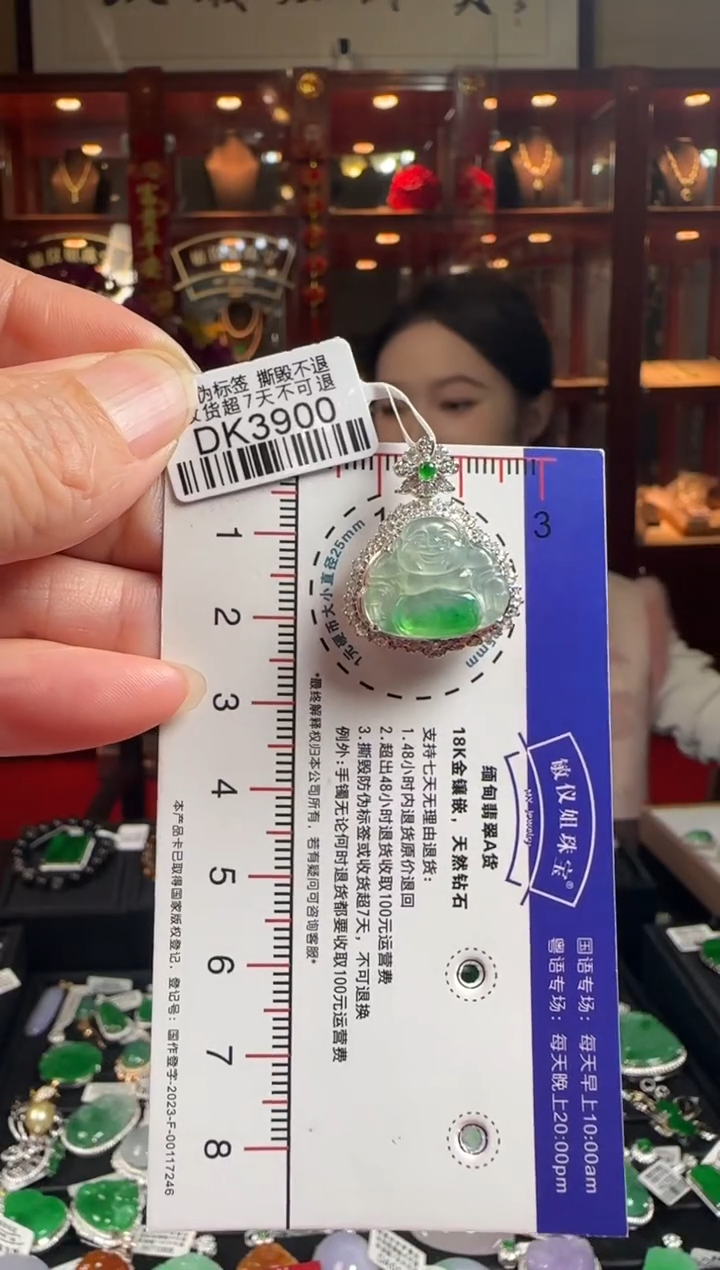 伪标签 撕毁不退
货超7天不可退
DK3900
1
2
3
4
5
6
7
8
1
3
1元硬币大小直径25mm
5mm
敏仪姐珠宝®
MY Jewelry
国语专场：每天早上10:00am
粤语专场：每天晚上20:00pm
缅甸翡翠A货
18K金镶嵌，天然钻石
支持七天无理由退货：
1.48小时内退货原价退回
2.超出48小时退货收取100元运营费
3.撕毁防伪标签或收货超7天，不可退换
例外：手镯无论何时退货都要收取100元运营费
*最终解释权归本公司所有，若有疑问可咨询客服*
本产品卡已取得国家版权登记，登记号：国作登字-2023-F-00117246